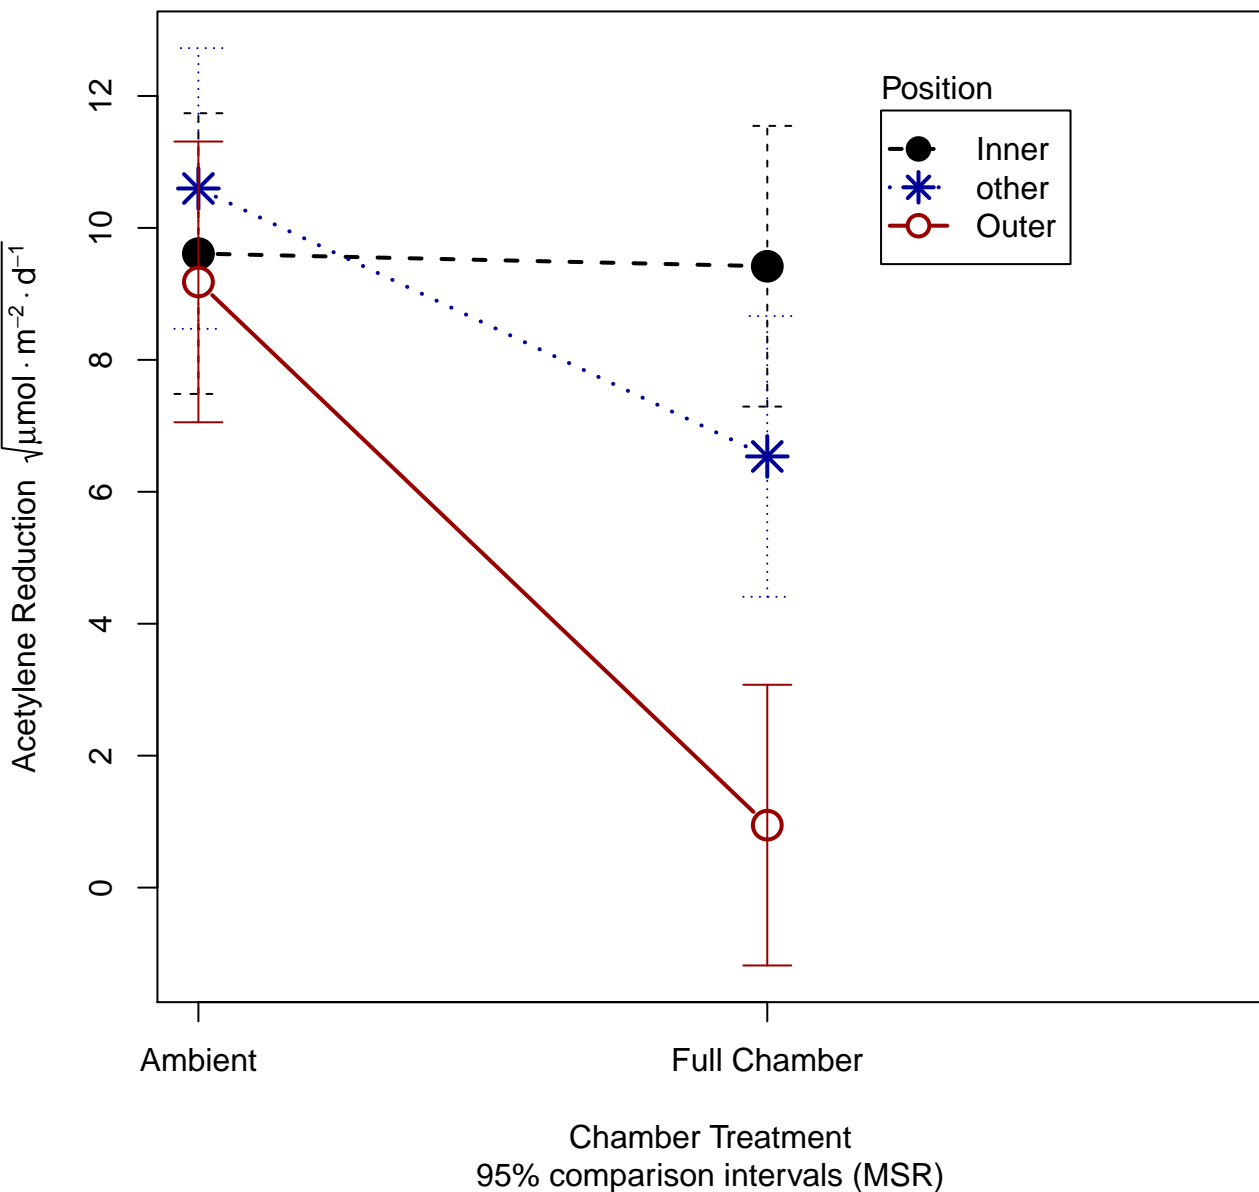 Position
Inner
other
Outer
12
10
8
6
4
2
0
Acetylene Reduction √μmol · m⁻² · d⁻¹
Ambient
Full Chamber
Chamber Treatment
95% comparison intervals (MSR)